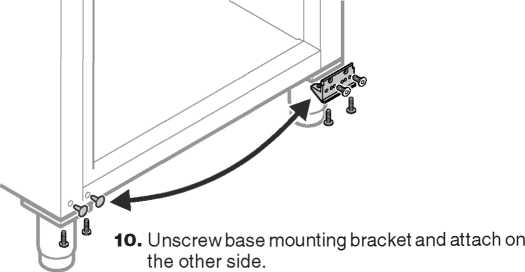 10. Unscrew base mounting bracket and attach on
the other side.